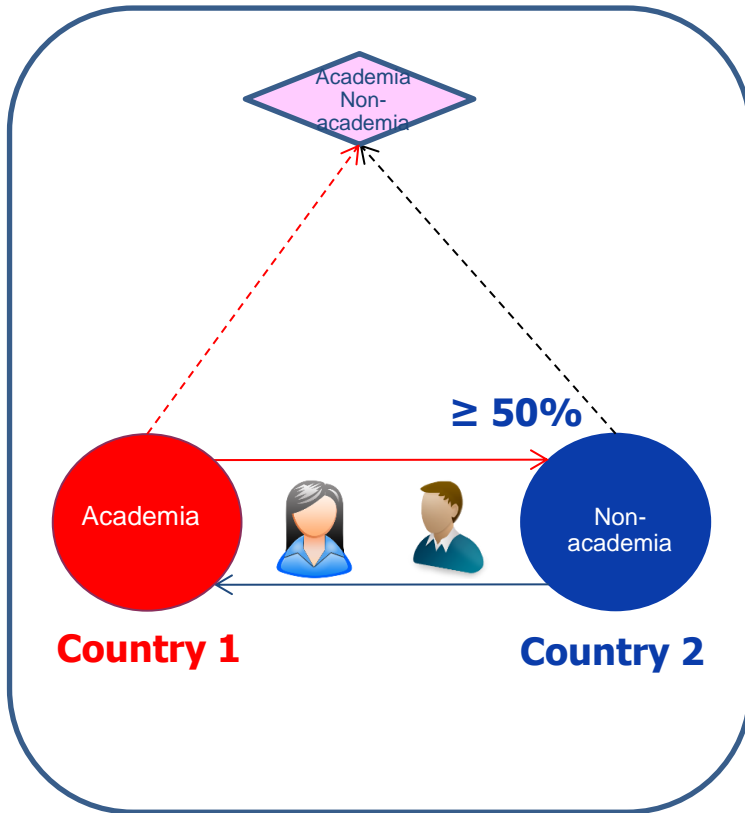 Academia
Non-
academia
≥ 50%
Academia
Non-
academia
Country 1
Country 2